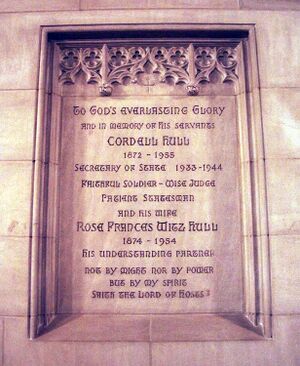 To God's everlasting Glory
and in memory of his servants
CORDELL HULL
1872 - 1955
Secretary of State 1933-1944
Faithful Soldier - Wise Judge
Patient Statesman
and his wife
Rose Frances Witz Hull
1874 - 1954
His understanding partner
not by might nor by power
but by my spirit
saith the Lord of Hosts